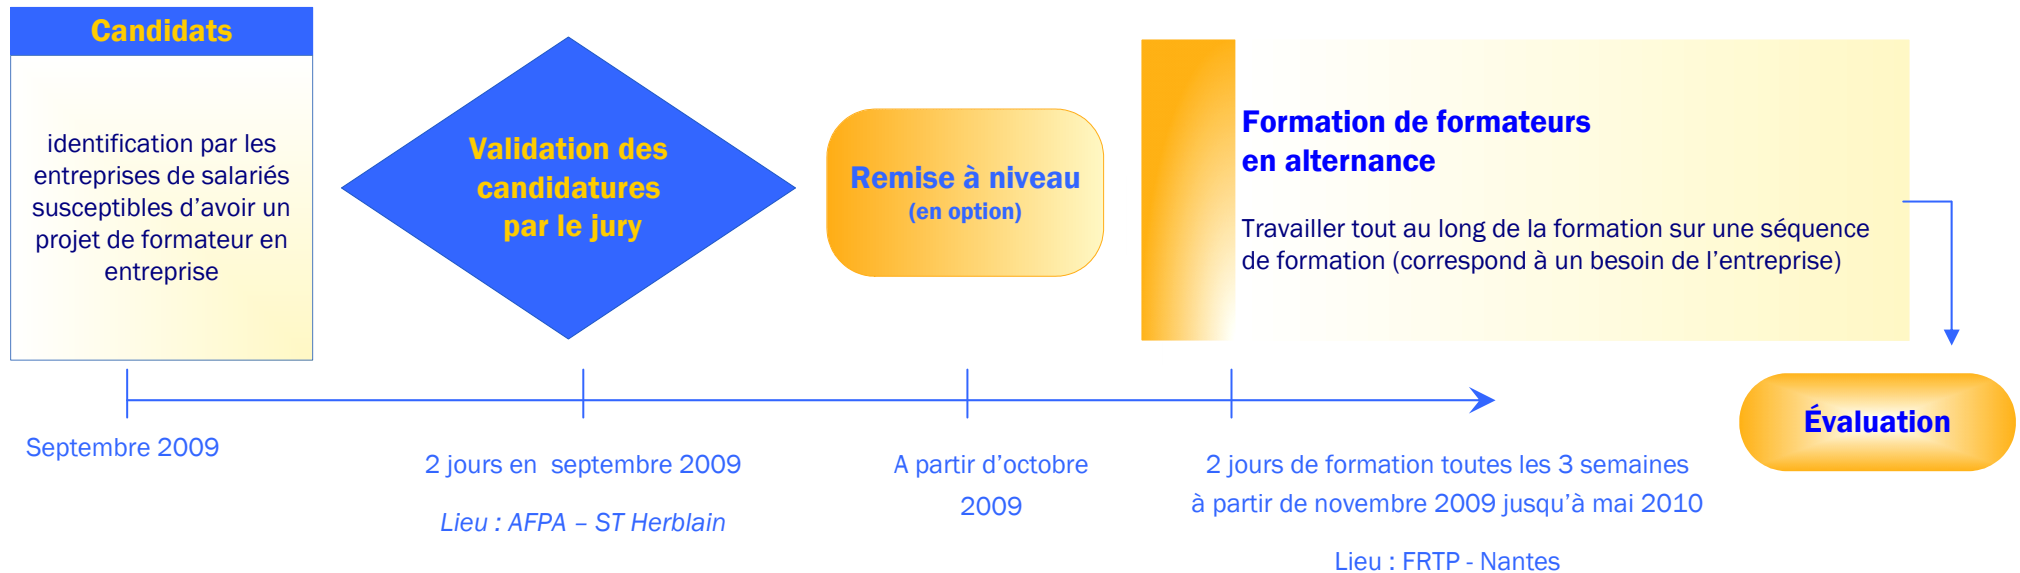 Candidats
identification par les
entreprises de salariés
susceptibles d’avoir un
projet de formateur en
entreprise
Validation des
candidatures
par le jury
Remise à niveau
(en option)
Formation de formateurs
en alternance
Travailler tout au long de la formation sur une séquence
de formation (correspond à un besoin de l’entreprise)
Évaluation
Septembre 2009
2 jours en  septembre 2009
Lieu : AFPA – ST Herblain
A partir d’octobre
2009
2 jours de formation toutes les 3 semaines
à partir de novembre 2009 jusqu’à mai 2010
Lieu : FRTP - Nantes